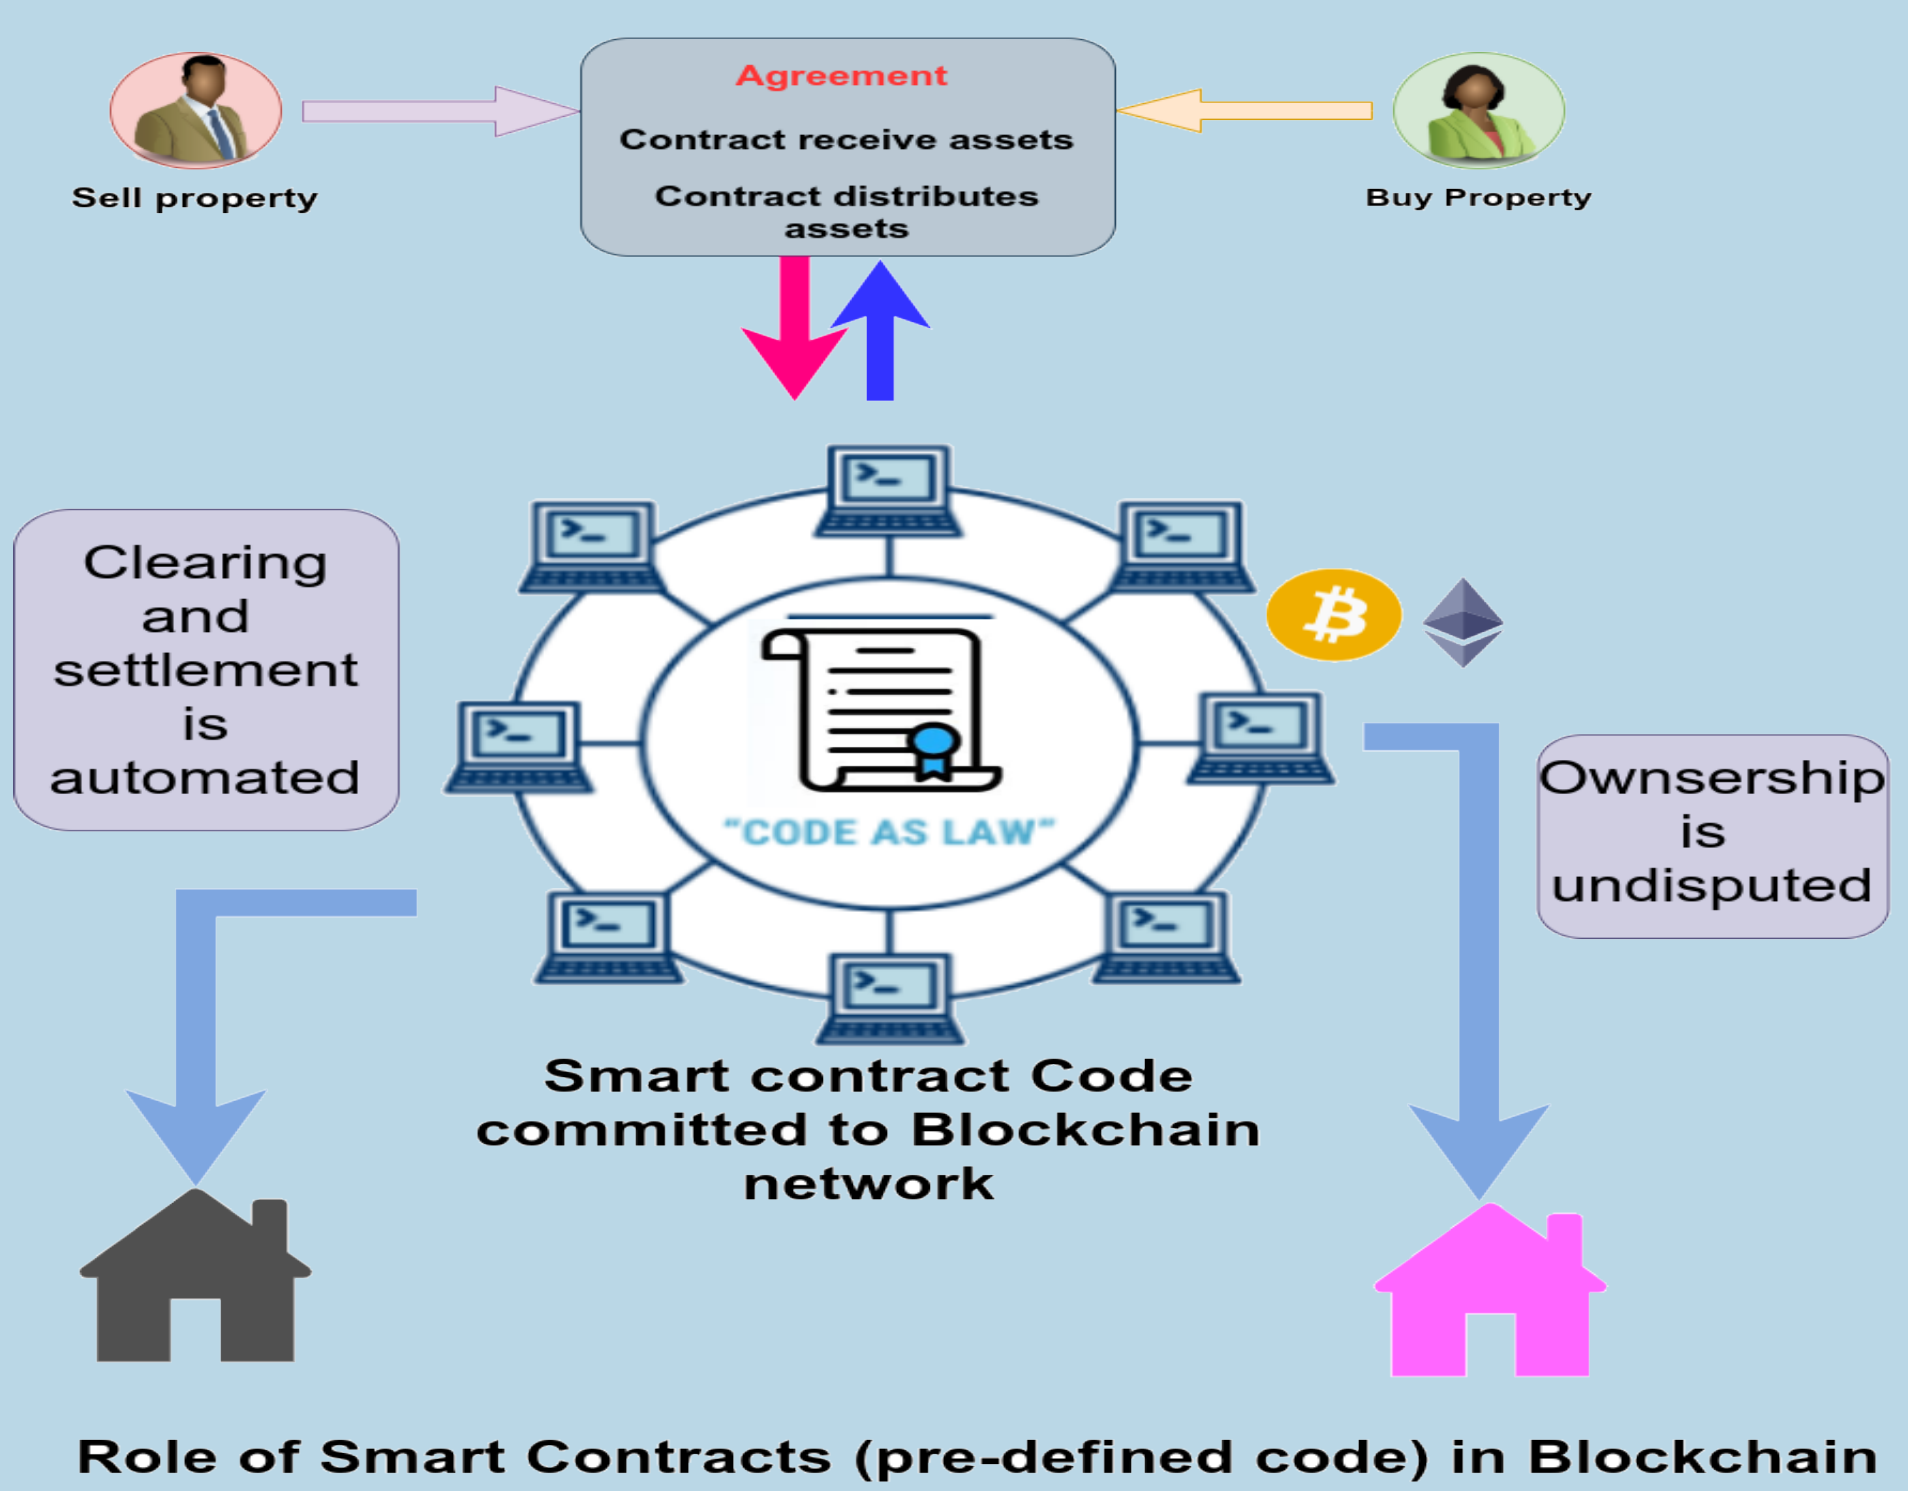 Agreement
Contract receive assets
Contract distributes
assets
Sell property
Buy Property
Clearing
and
settlement
is
automated
"CODE AS LAW"
Ownsership
is
undisputed
Smart contract Code
committed to Blockchain
network
Role of Smart Contracts (pre-defined code) in Blockchain